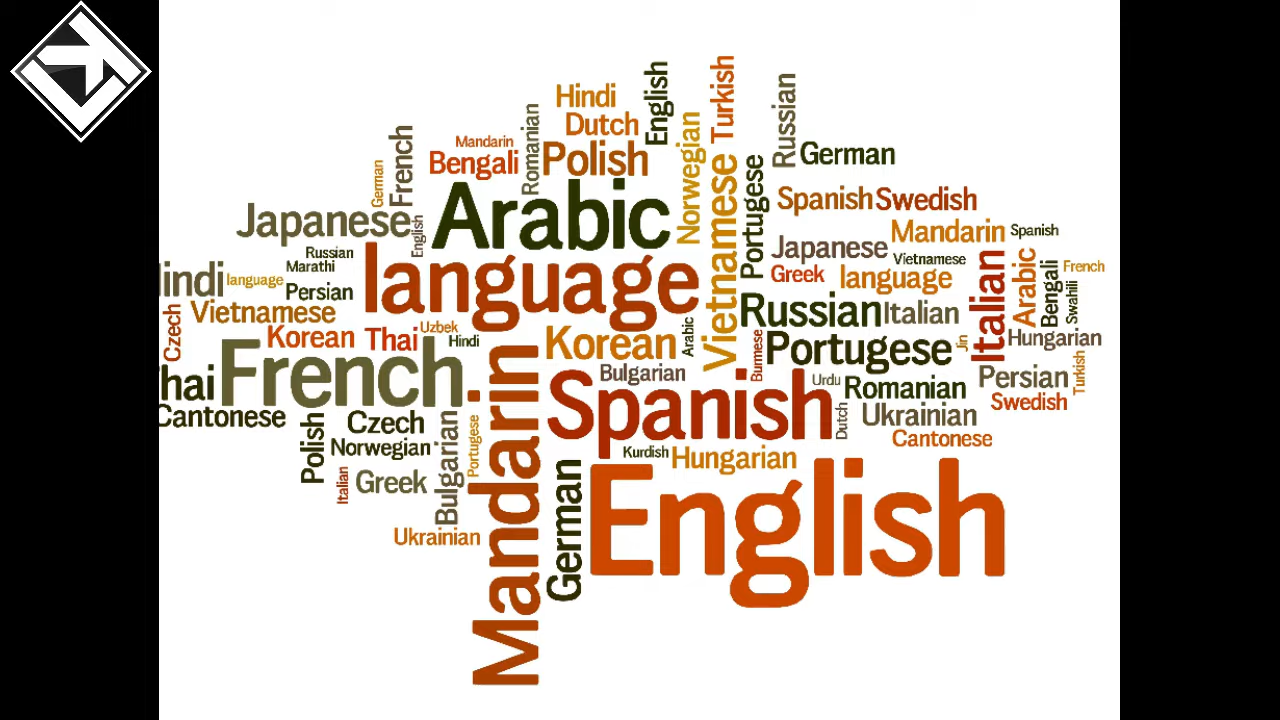 English
Turkish
Hindi
Russian
Dutch
Romanian
Norwegian
French
Mandarin
Polish
German
Bengali
Vietnamese
Portugese
German
Arabic
Spanish
Swedish
Japanese
English
Mandarin
Spanish
Japanese
Russian
Vietnamese
Marathi
language
Greek
language
Italian
Arabic
Bengali
French
Swahili
indi
language
Persian
Vietnamese
Russian
Italian
Czech
Korean
Thai
Uzbek
Hindi
Korean
Arabic
Burmese
Portugese
Jin
Hungarian
French
Mandarin
Bulgarian
Spanish
Urdu
Romanian
Persian
Turkish
hai
Cantonese
Swedish
Dutch
Ukrainian
Polish
Czech
Bulgarian
Portugese
Cantonese
Norwegian
Kurdish
Hungarian
Italian
Greek
German
English
Ukrainian